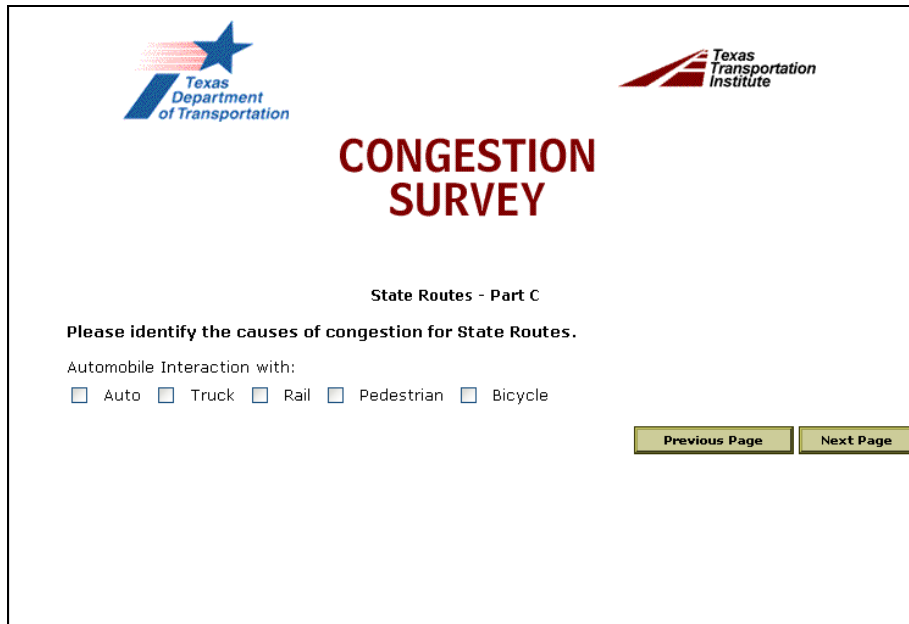 Texas
Department
of Transportation
Texas
Transportation
Institute
CONGESTION
SURVEY
State Routes - Part C
Please identify the causes of congestion for State Routes.
Automobile Interaction with:
Auto Truck Rail Pedestrian Bicycle
Previous Page Next Page